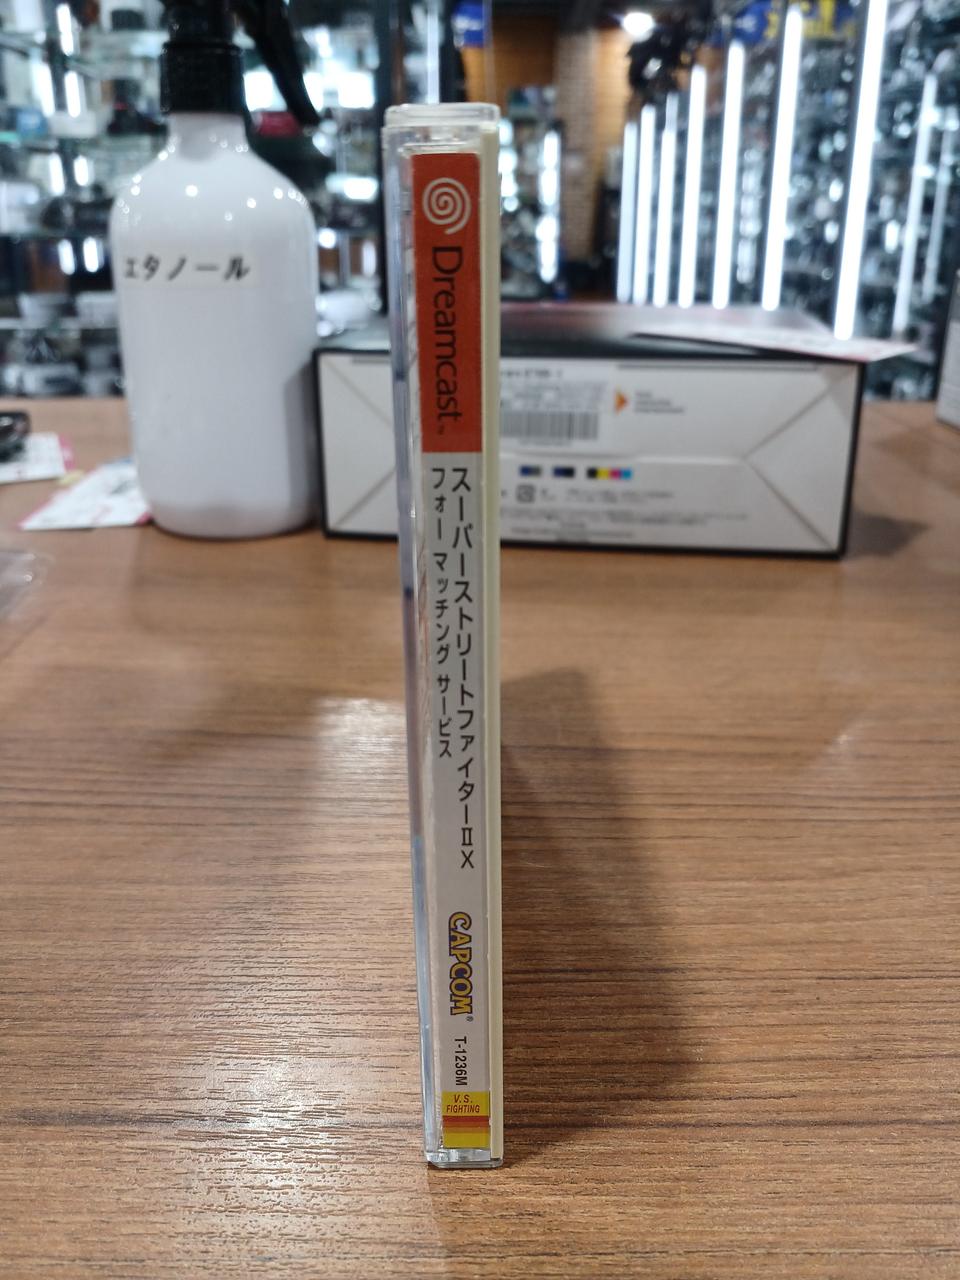 エタノール
Dreamcast™
スーパーストリートファイターⅡX
フォー マッチング サービス
CAPCOM®
T-1236M
V.S.
FIGHTING